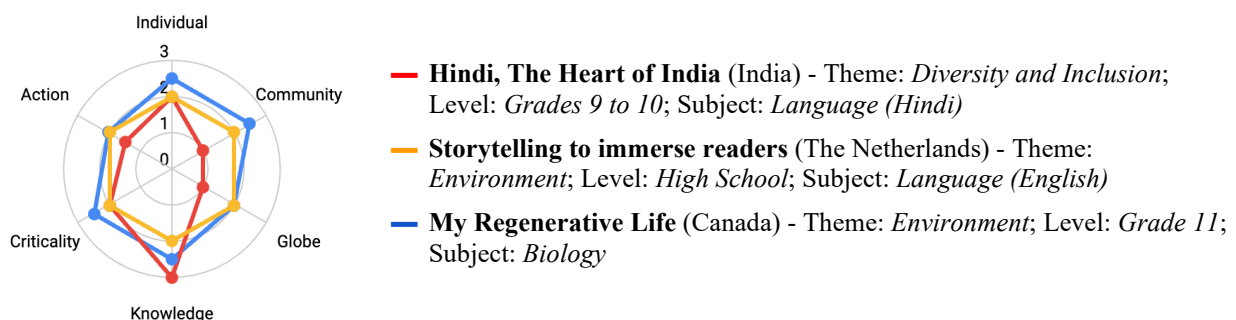 Individual
3
2
1
0
Action
Community
Criticality
Globe
Knowledge
Hindi, The Heart of India (India) - Theme: Diversity and Inclusion;
Level: Grades 9 to 10; Subject: Language (Hindi)
Storytelling to immerse readers (The Netherlands) - Theme:
Environment; Level: High School; Subject: Language (English)
My Regenerative Life (Canada) - Theme: Environment; Level: Grade 11;
Subject: Biology